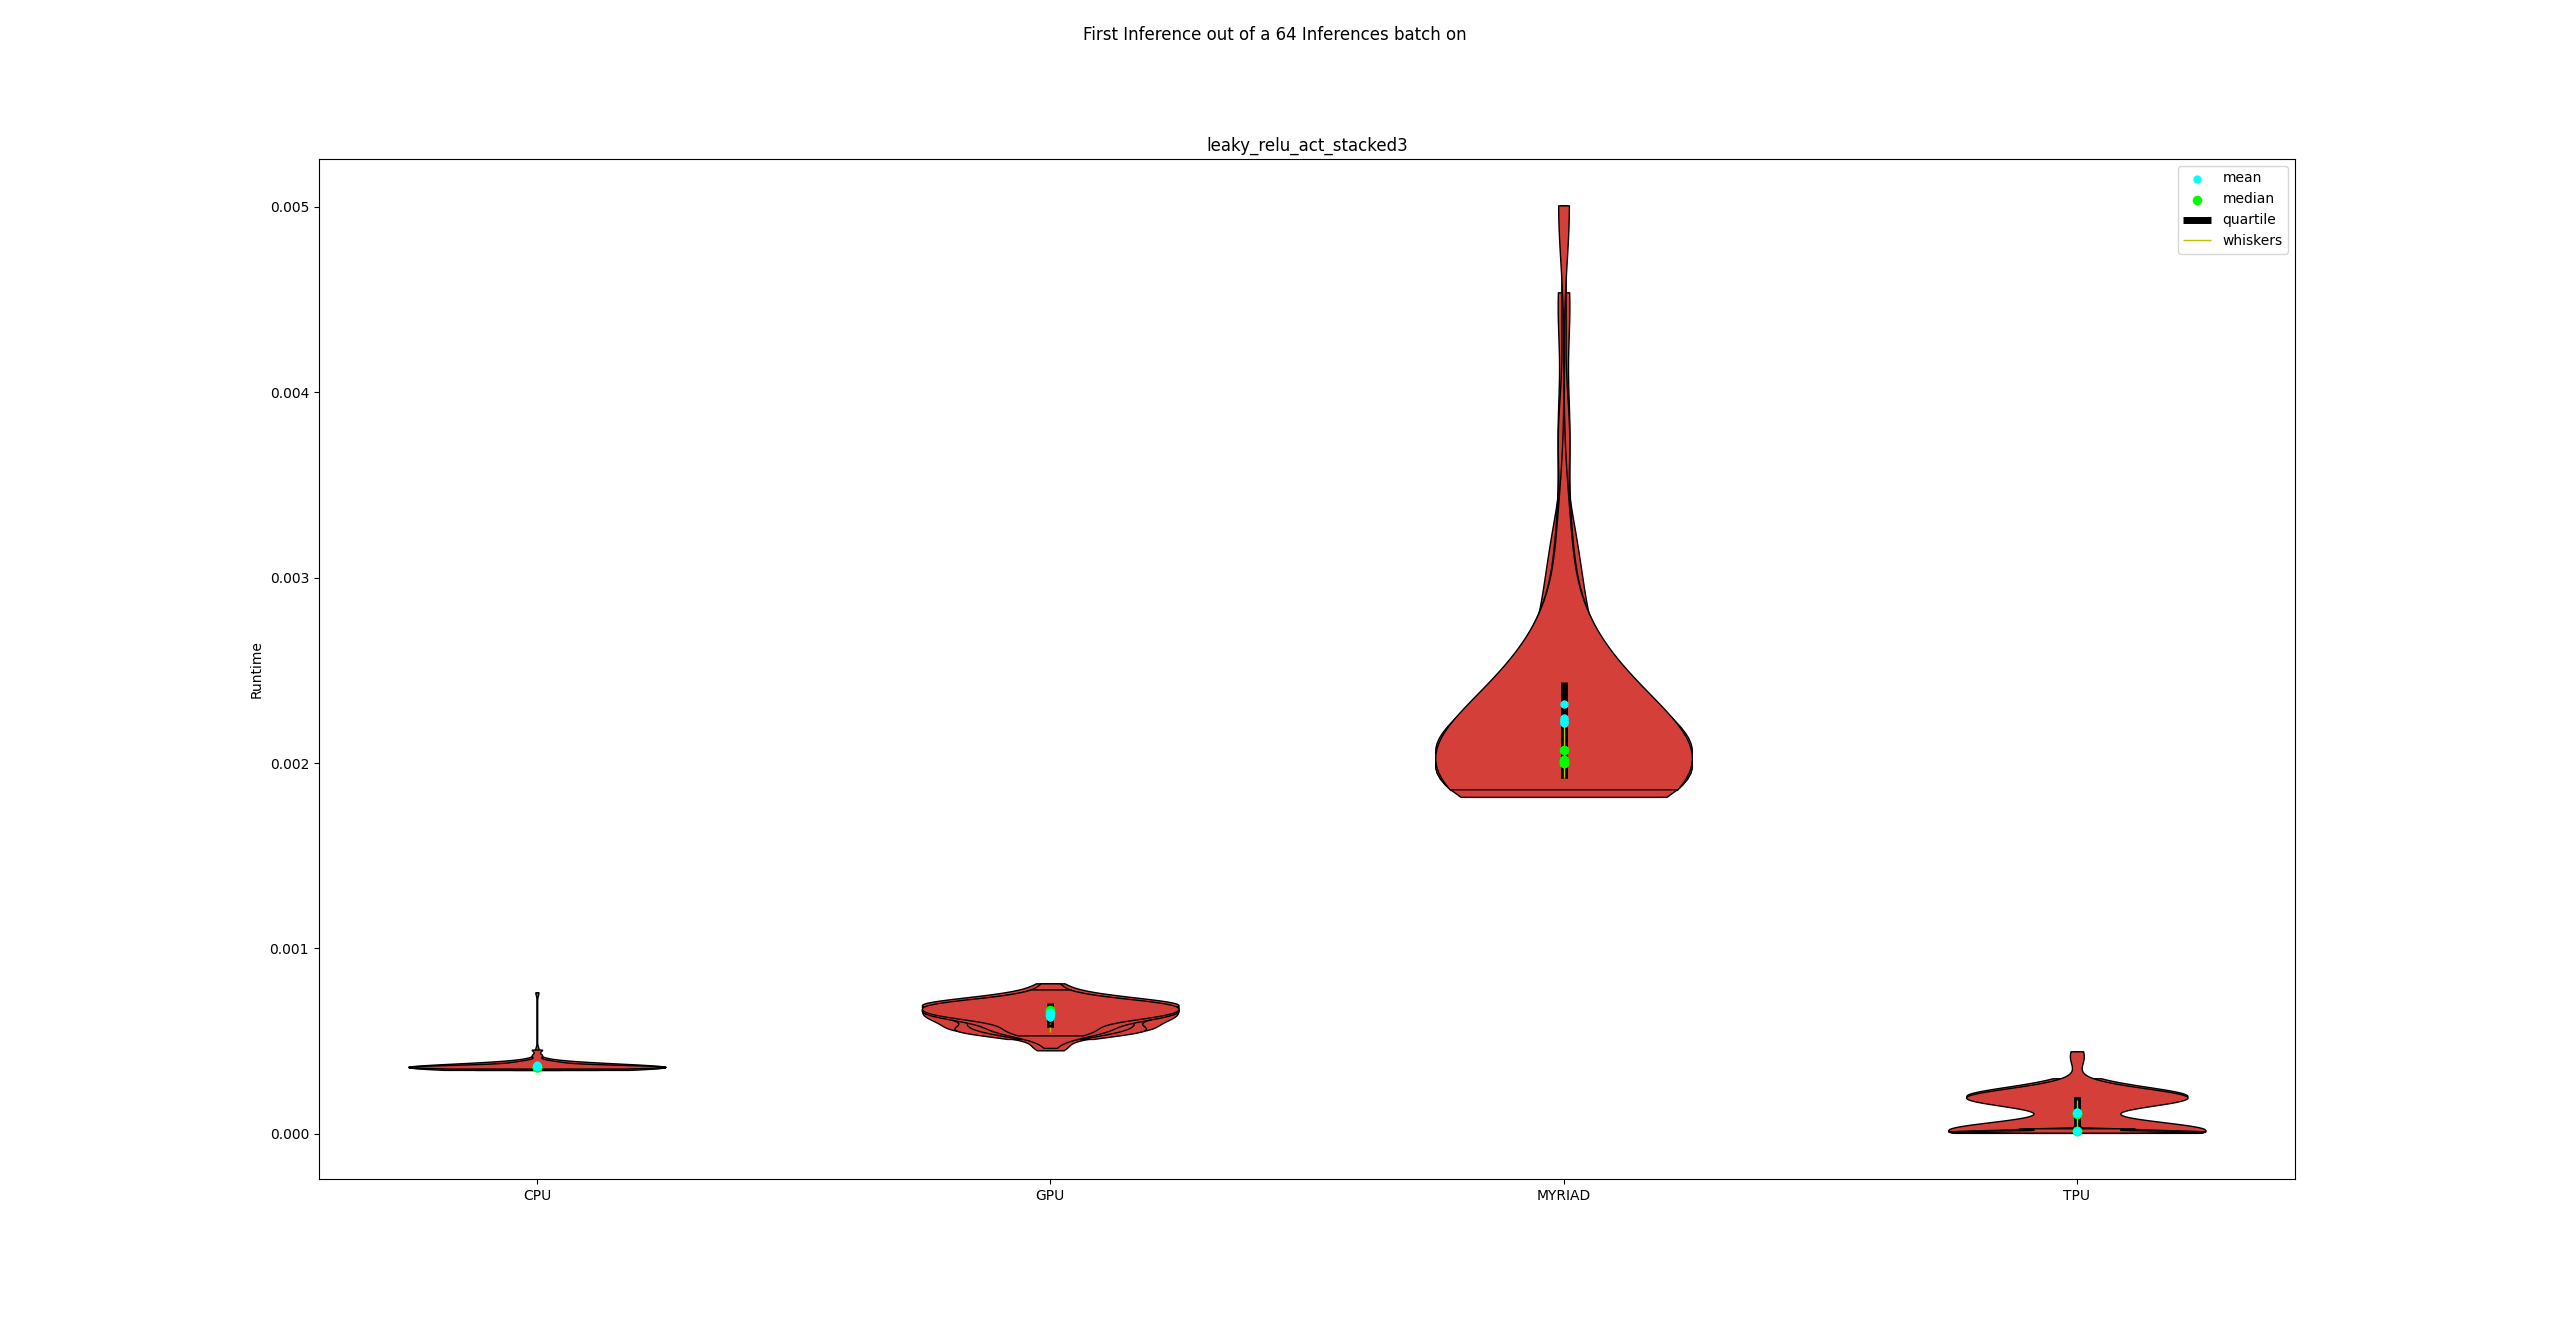 First Inference out of a 64 Inferences batch on
leaky_relu_act_stacked3
mean
median
quartile
whiskers
0.005
0.004
0.003
0.002
0.001
0.000
Runtime
CPU
GPU
MYRIAD
TPU